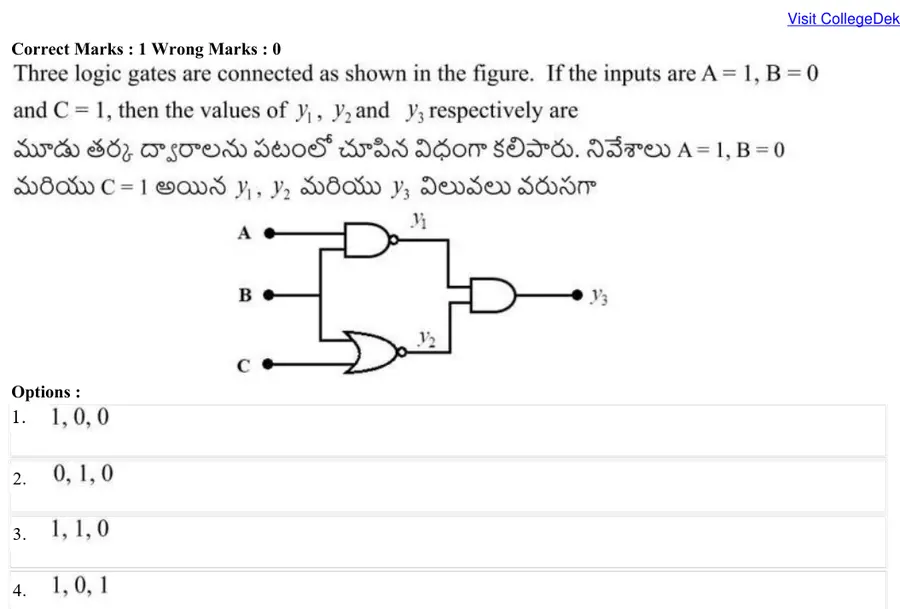 Visit CollegeDek
Correct Marks : 1 Wrong Marks : 0
Three logic gates are connected as shown in the figure. If the inputs are A = 1, B = 0
and C = 1, then the values of y₁ , y₂ and y₃ respectively are
మూడు తర్క ద్వారాలను పటంలో చూపిన విధంగా కలిపారు. నివేశాలు A = 1, B = 0
మరియు C = 1 అయిన y₁ , y₂ మరియు y₃ విలువలు వరుసగా
y₁
A
B
y₃
y₂
C
Options :
1. 1, 0, 0
2. 0, 1, 0
3. 1, 1, 0
4. 1, 0, 1